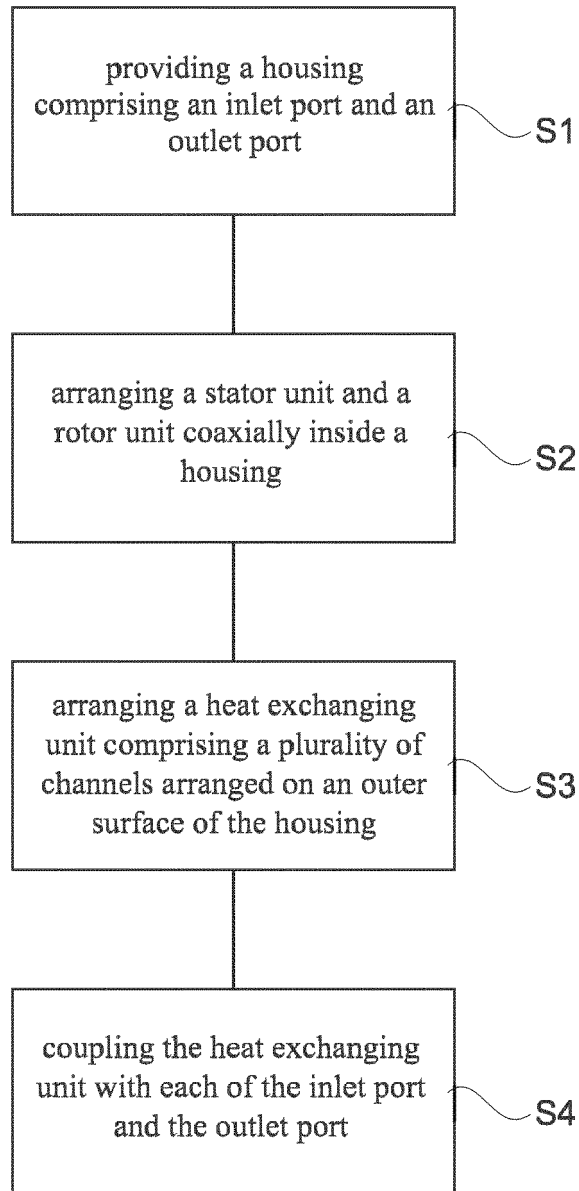 providing a housing
comprising an inlet port and an
outlet port
S1
arranging a stator unit and a
rotor unit coaxially inside a
housing
S2
arranging a heat exchanging
unit comprising a plurality of
channels arranged on an outer
surface of the housing
S3
coupling the heat exchanging
unit with each of the inlet port
and the outlet port
S4